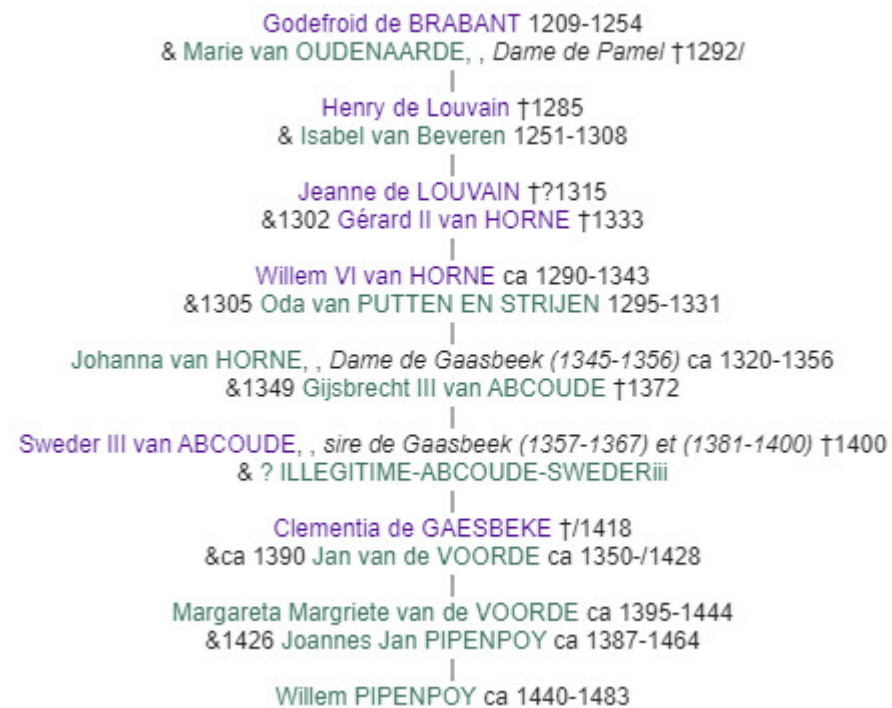 Godefroid de BRABANT 1209-1254
& Marie van OUDENAARDE, , Dame de Pamel †1292/
Henry de Louvain †1285
& Isabel van Beveren 1251-1308
Jeanne de LOUVAIN †?1315
&1302 Gérard II van HORNE †1333
Willem VI van HORNE ca 1290-1343
&1305 Oda van PUTTEN EN STRIJEN 1295-1331
Johanna van HORNE, , Dame de Gaasbeek (1345-1356) ca 1320-1356
&1349 Gijsbrecht III van ABCOUDE †1372
Sweder III van ABCOUDE, , sire de Gaasbeek (1357-1367) et (1381-1400) †1400
& ? ILLEGITIME-ABCOUDE-SWEDERiii
Clementia de GAESBEKE †/1418
&ca 1390 Jan van de VOORDE ca 1350-/1428
Margareta Margriete van de VOORDE ca 1395-1444
&1426 Joannes Jan PIPENPOY ca 1387-1464
Willem PIPENPOY ca 1440-1483